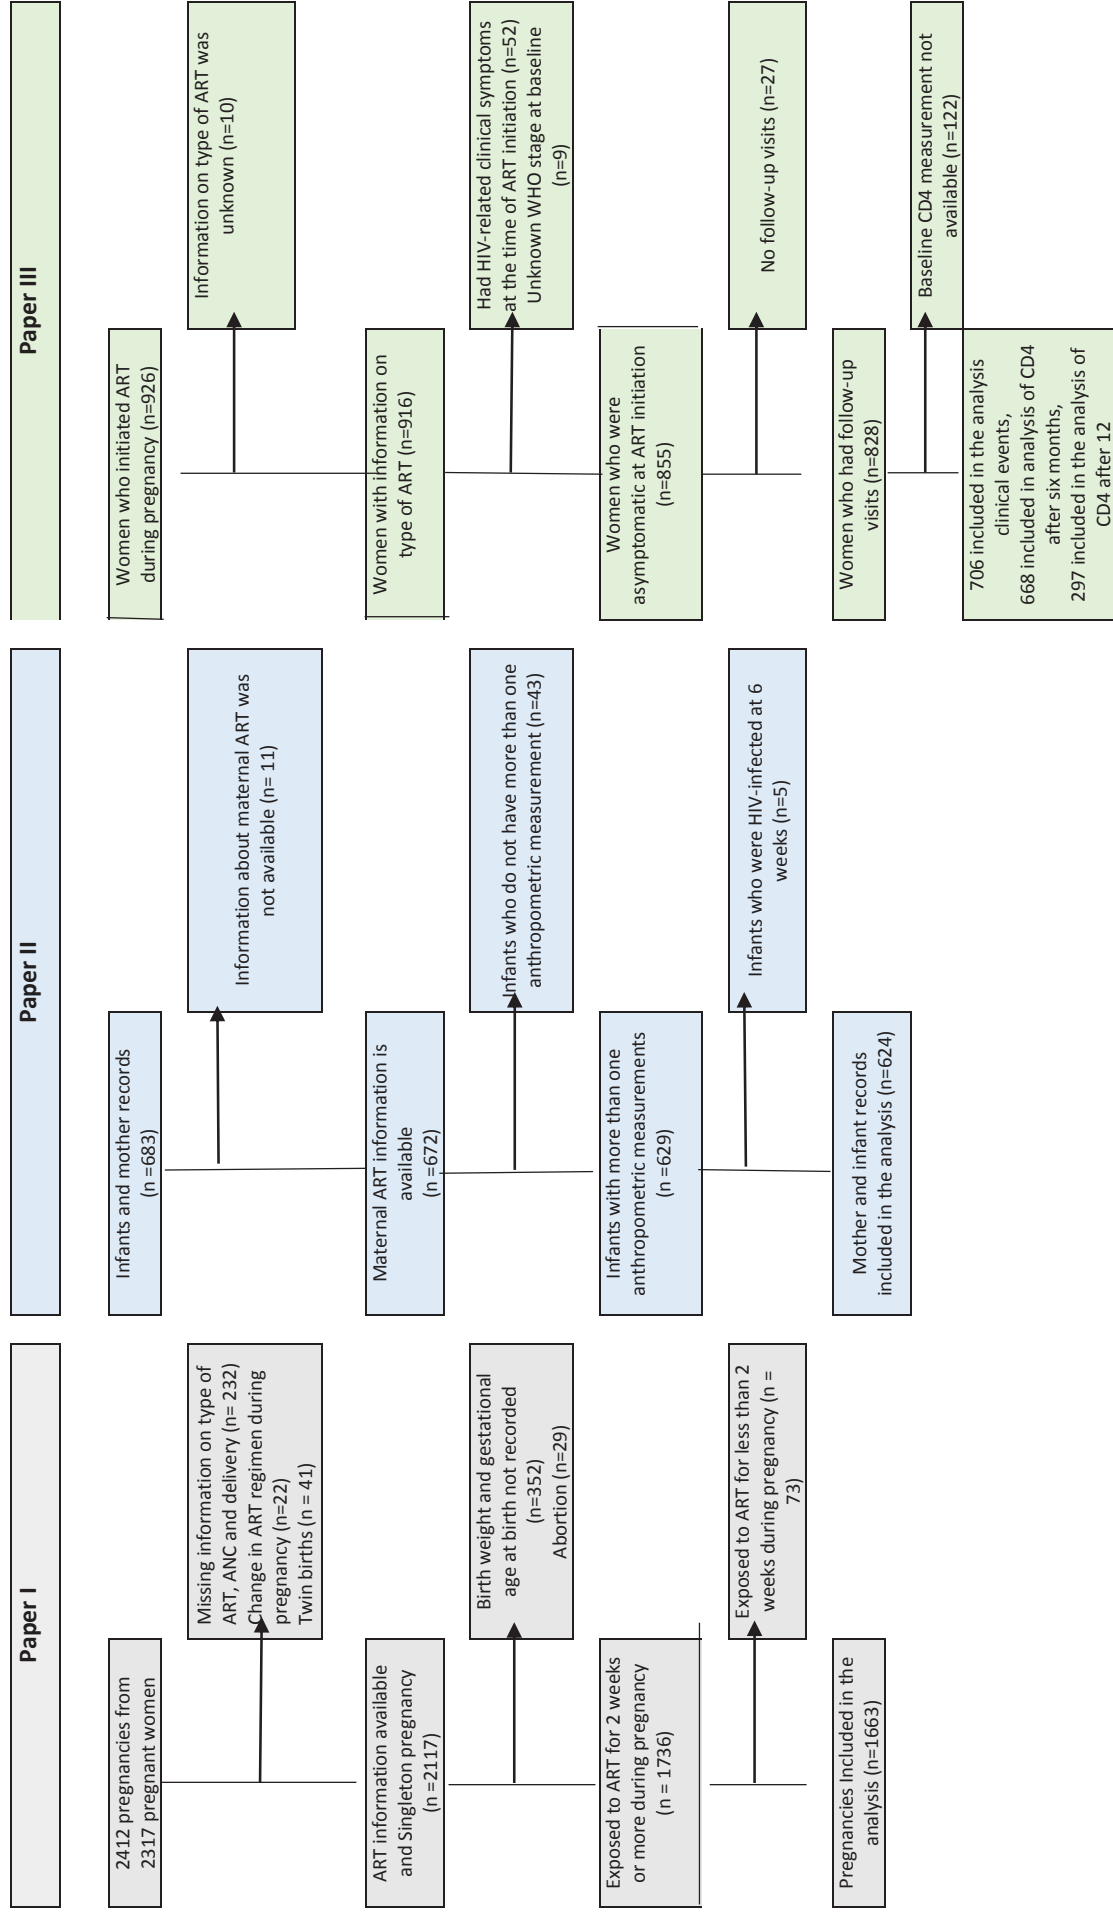 Paper I
2412 pregnancies from
2317 pregnant women
Missing information on type of
ART, ANC and delivery (n= 232)
Change in ART regimen during
pregnancy (n=22)
Twin births (n = 41)
ART information available
and Singleton pregnancy
(n =2117)
Birth weight and gestational
age at birth not recorded
(n=352)
Abortion (n=29)
Exposed to ART for 2 weeks
or more during pregnancy
(n = 1736)
Exposed to ART for less than 2
weeks during pregnancy (n =
73)
Pregnancies Included in the
analysis (n=1663)
Paper II
Infants and mother records
(n =683)
Information about maternal ART was
not available (n= 11)
Maternal ART information is
available
(n =672)
Infants who do not have more than one
anthropometric measurement (n=43)
Infants with more than one
anthropometric measurements
(n =629)
Infants who were HIV-infected at 6
weeks (n=5)
Mother and infant records
included in the analysis (n=624)
Paper III
Women who initiated ART
during pregnancy (n=926)
Information on type of ART was
unknown (n=10)
Women with information on
type of ART (n=916)
Had HIV-related clinical symptoms
at the time of ART initiation (n=52)
Unknown WHO stage at baseline
(n=9)
Women who were
asymptomatic at ART initiation
(n=855)
No follow-up visits (n=27)
Women who had follow-up
visits (n=828)
Baseline CD4 measurement not
available (n=122)
706 included in the analysis
clinical events,
668 included in analysis of CD4
after six months,
297 included in the analysis of
CD4 after 12